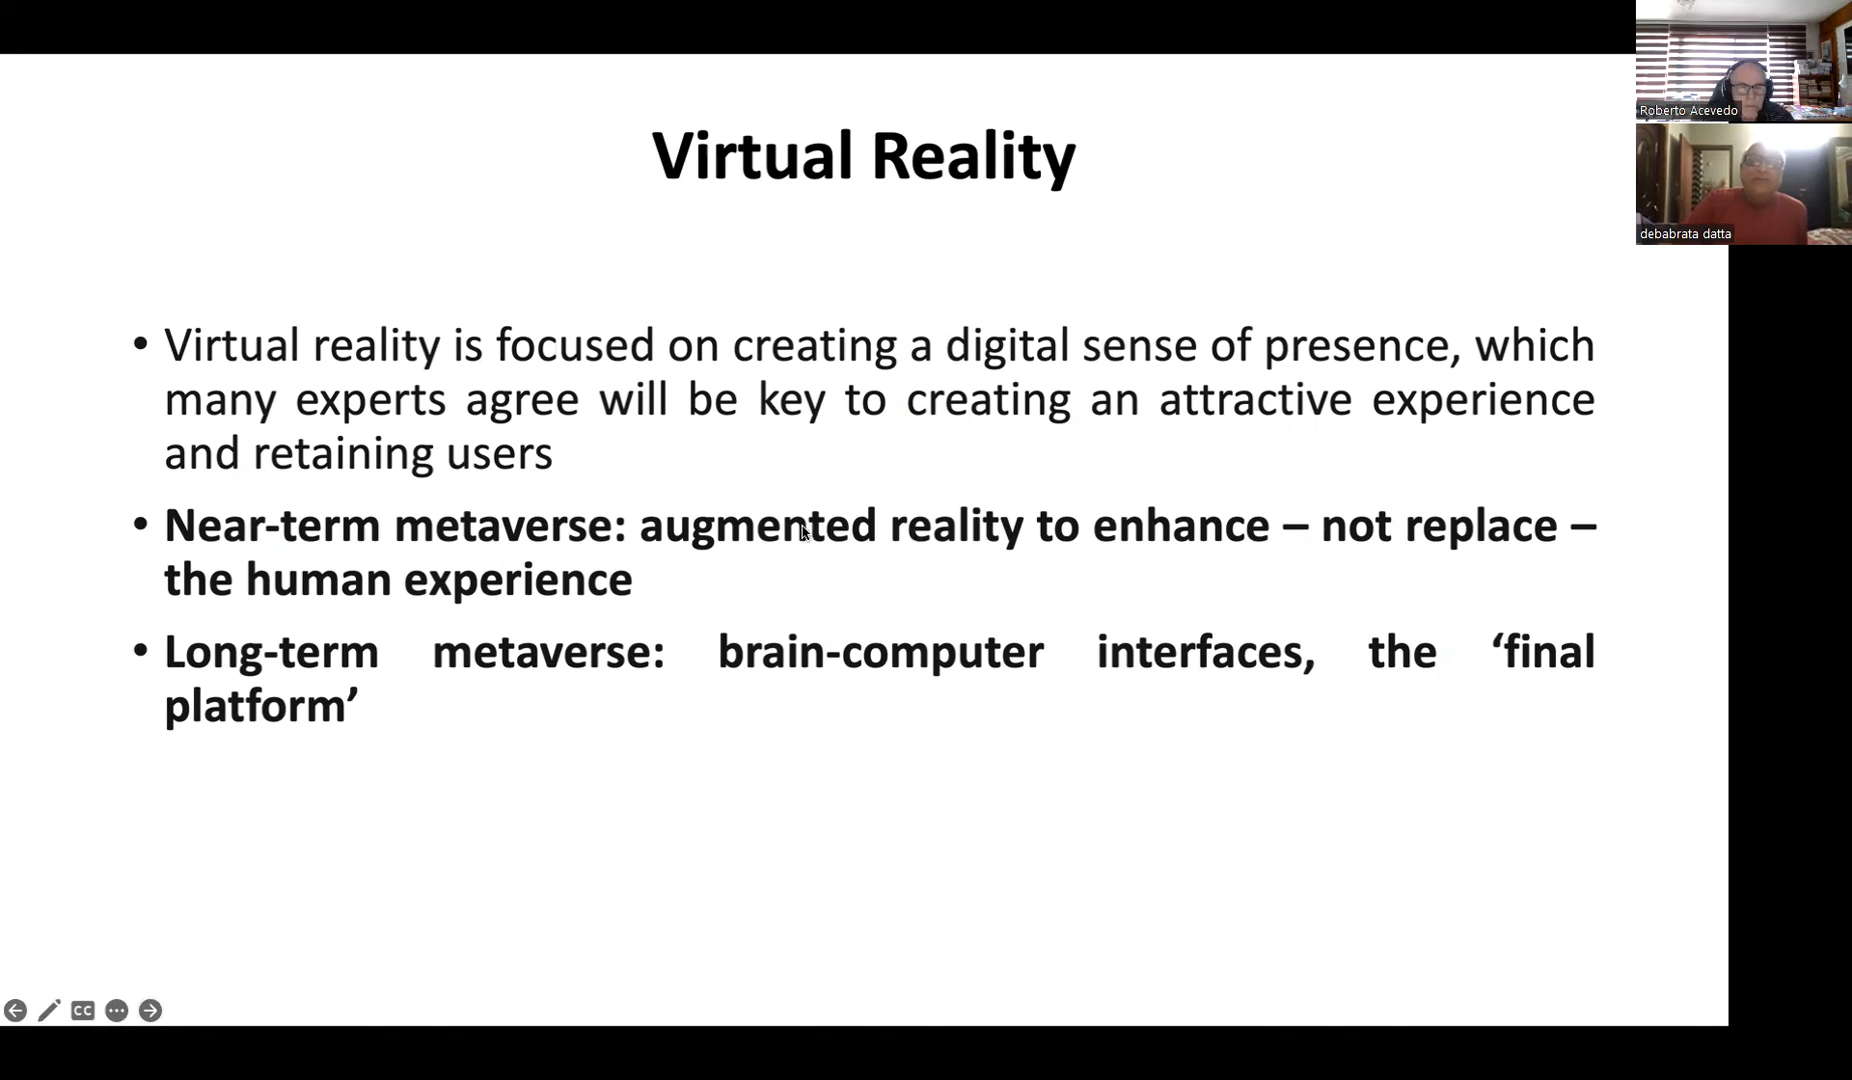 Virtual Reality
• Virtual reality is focused on creating a digital sense of presence, which
many experts agree will be key to creating an attractive experience
and retaining users
• Near-term metaverse: augmented reality to enhance – not replace –
the human experience
• Long-term metaverse: brain-computer interfaces, the ‘final
platform’
Roberto Acevedo
debabrata datta
CC